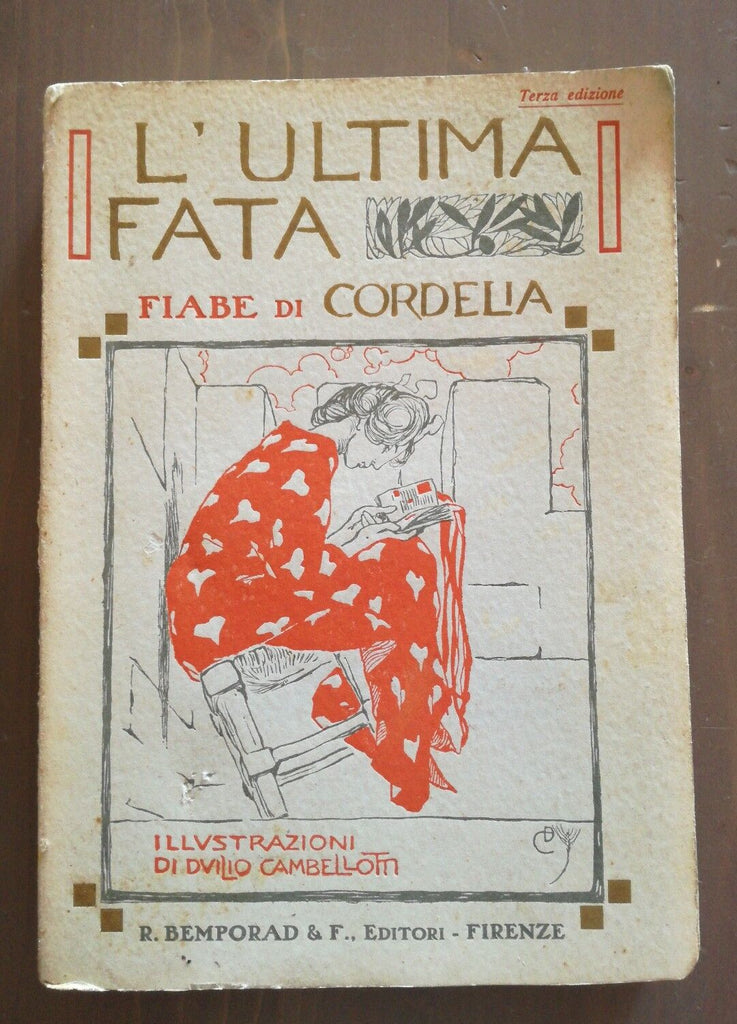 Terza edizione
L'ULTIMA
FATA
FIABE DI CORDELIA
ILLVSTRAZIONI
DI DVILIO CAMBELLOTTI
R. BEMPORAD & F., EDITORI - FIRENZE